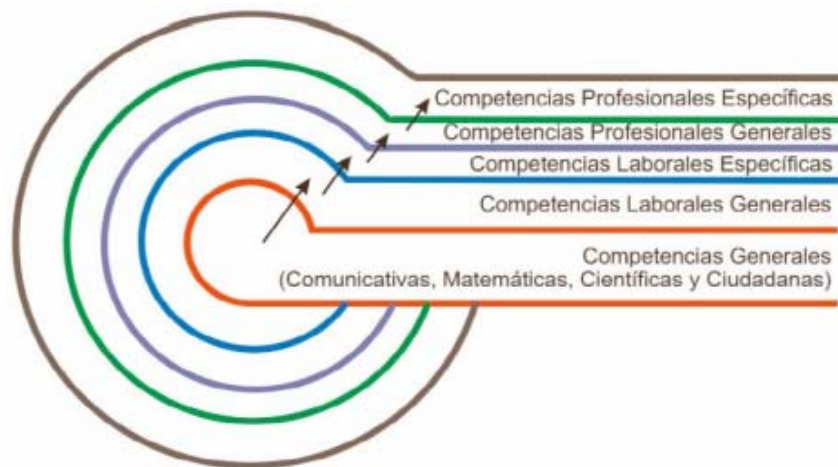 Competencias Profesionales Específicas
Competencias Profesionales Generales
Competencias Laborales Específicas
Competencias Laborales Generales
Competencias Generales
(Comunicativas, Matemáticas, Científicas y Ciudadanas)